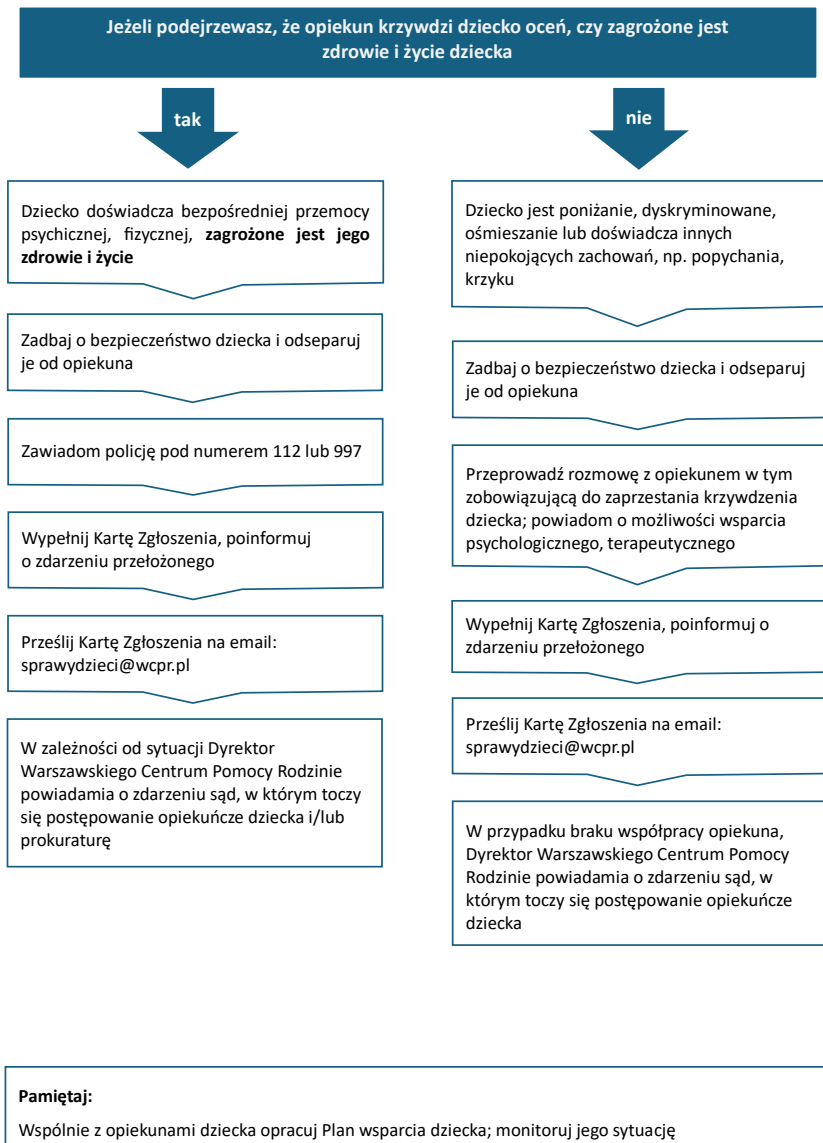 Jeżeli podejrzewasz, że opiekun krzywdzi dziecko oceń, czy zagrożone jest
zdrowie i życie dziecka
tak
Dziecko doświadcza bezpośredniej przemocy
psychicznej, fizycznej, zagrożone jest jego
zdrowie i życie
Zadbaj o bezpieczeństwo dziecka i odseparuj
je od opiekuna
Zawiadom policję pod numerem 112 lub 997
Wypełnij Kartę Zgłoszenia, poinformuj
o zdarzeniu przełożonego
Prześlij Kartę Zgłoszenia na email:
sprawydzieci@wcpr.pl
W zależności od sytuacji Dyrektor
Warszawskiego Centrum Pomocy Rodzinie
powiadamia o zdarzeniu sąd, w którym toczy
się postępowanie opiekuńcze dziecka i/lub
prokuraturę
nie
Dziecko jest poniżanie, dyskryminowane,
ośmieszanie lub doświadcza innych
niepokojących zachowań, np. popychania,
krzyku
Zadbaj o bezpieczeństwo dziecka i odseparuj
je od opiekuna
Przeprowadź rozmowę z opiekunem w tym
zobowiązującą do zaprzestania krzywdzenia
dziecka; powiadom o możliwości wsparcia
psychologicznego, terapeutycznego
Wypełnij Kartę Zgłoszenia, poinformuj o
zdarzeniu przełożonego
Prześlij Kartę Zgłoszenia na email:
sprawydzieci@wcpr.pl
W przypadku braku współpracy opiekuna,
Dyrektor Warszawskiego Centrum Pomocy
Rodzinie powiadamia o zdarzeniu sąd, w
którym toczy się postępowanie opiekuńcze
dziecka
Pamiętaj:
Wspólnie z opiekunami dziecka opracuj Plan wsparcia dziecka; monitoruj jego sytuację